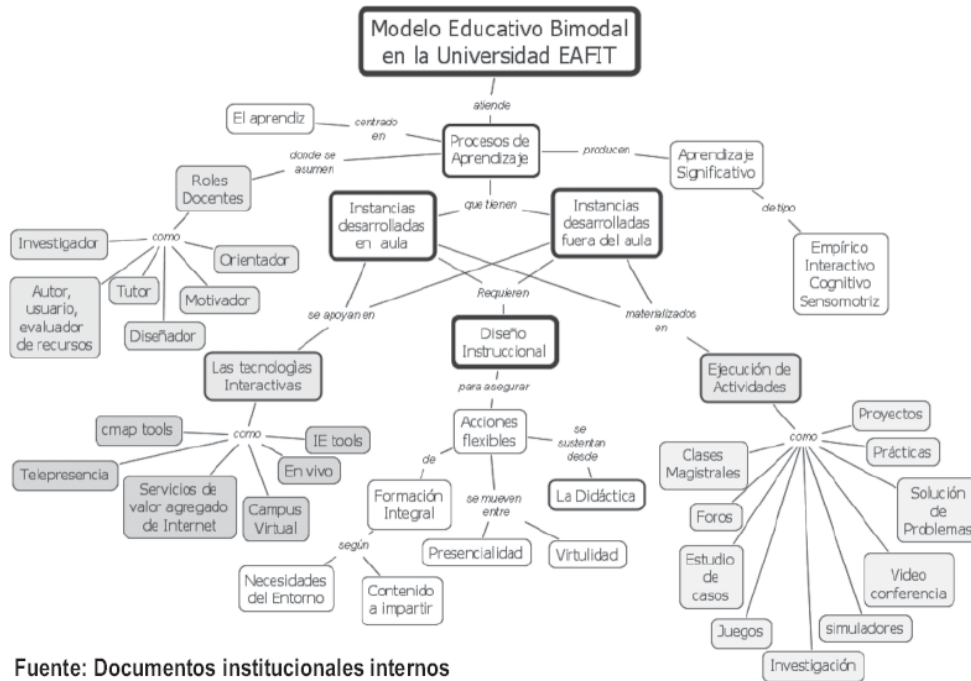 Modelo Educativo Bimodal
en la Universidad EAFIT
atiende
El aprendiz
centrado
en
Procesos de
Aprendizaje
producen
Aprendizaje
Significativo
de tipo
Empírico
Interactivo
Cognitivo
Sensomotriz
donde se
asumen
Roles
Docentes
como
Investigador
Autor,
usuario,
evaluador
de recursos
Tutor
Diseñador
Motivador
Orientador
que tienen
Instancias
desarrolladas
en aula
Instancias
desarrolladas
fuera del aula
se apoyan en
Requieren
materializados
en
Las tecnologìas
Interactivas
como
cmap tools
Telepresencia
Servicios de
valor agregado
de Internet
Campus
Virtual
En vivo
IE tools
Diseño
Instruccional
para asegurar
Acciones
flexibles
de
Formación
Integral
según
Necesidades
del Entorno
Contenido
a impartir
se mueven
entre
Presencialidad
Virtulidad
se
sustentan
desde
La Didáctica
Ejecución de
Actividades
como
Clases
Magistrales
Foros
Estudio
de
casos
Juegos
Investigación
simuladores
Video
conferencia
Solución
de
Problemas
Prácticas
Proyectos
Fuente: Documentos institucionales internos